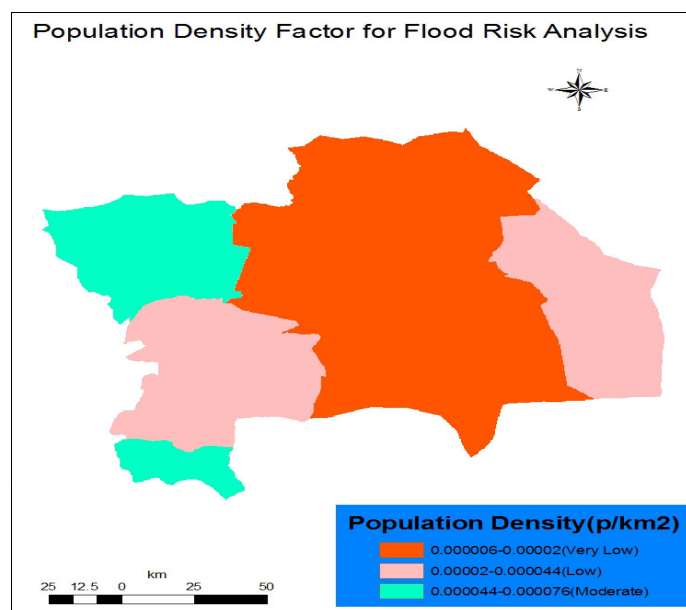 Population Density Factor for Flood Risk Analysis
N
W E
S
Population Density(p/km2)
0.000006-0.00002(Very Low)
0.00002-0.000044(Low)
0.000044-0.000076(Moderate)
km
25 12.5 0 25 50